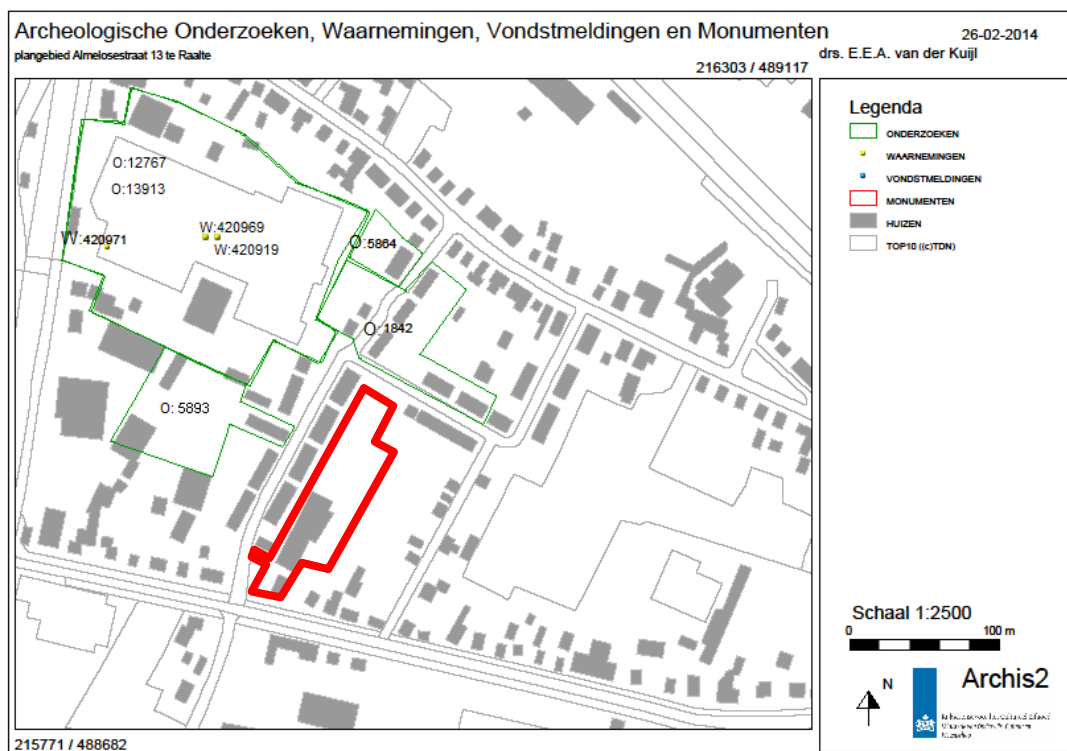 Archeologische Onderzoeken, Waarnemingen, Vondstmeldingen en Monumenten
26-02-2014
plangebied Almelosestraat 13 te Raalte
drs. E.E.A. van der Kuijl
216303 / 489117
Legenda
ONDERZOEKEN
WAARNEMINGEN
VONDSTMELDINGEN
MONUMENTEN
HUIZEN
TOP10 ((c)TDN)
O:12767
O:13913
W:420969
W:420971
W:420919
O:5864
O:1842
O: 5893
Schaal 1:2500
0 100 m
N
Archis2
215771 / 488682